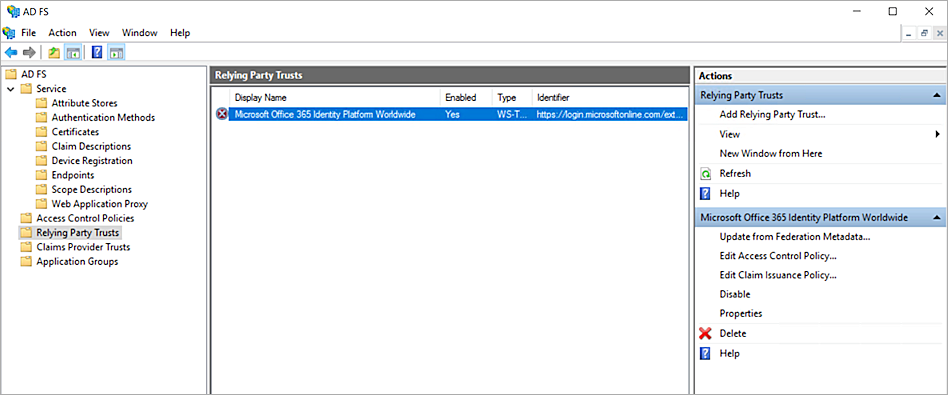 AD FS
File Action View Window Help
AD FS
Service
Attribute Stores
Authentication Methods
Certificates
Claim Descriptions
Device Registration
Endpoints
Scope Descriptions
Web Application Proxy
Access Control Policies
Relying Party Trusts
Claims Provider Trusts
Application Groups
Relying Party Trusts
Display Name Enabled Type Identifier
Microsoft Office 365 Identity Platform Worldwide Yes WS-T... https://login.microsoftonline.com/ext...
Actions
Relying Party Trusts
Add Relying Party Trust...
View
New Window from Here
Refresh
Help
Microsoft Office 365 Identity Platform Worldwide
Update from Federation Metadata...
Edit Access Control Policy...
Edit Claim Issuance Policy...
Disable
Properties
Delete
Help